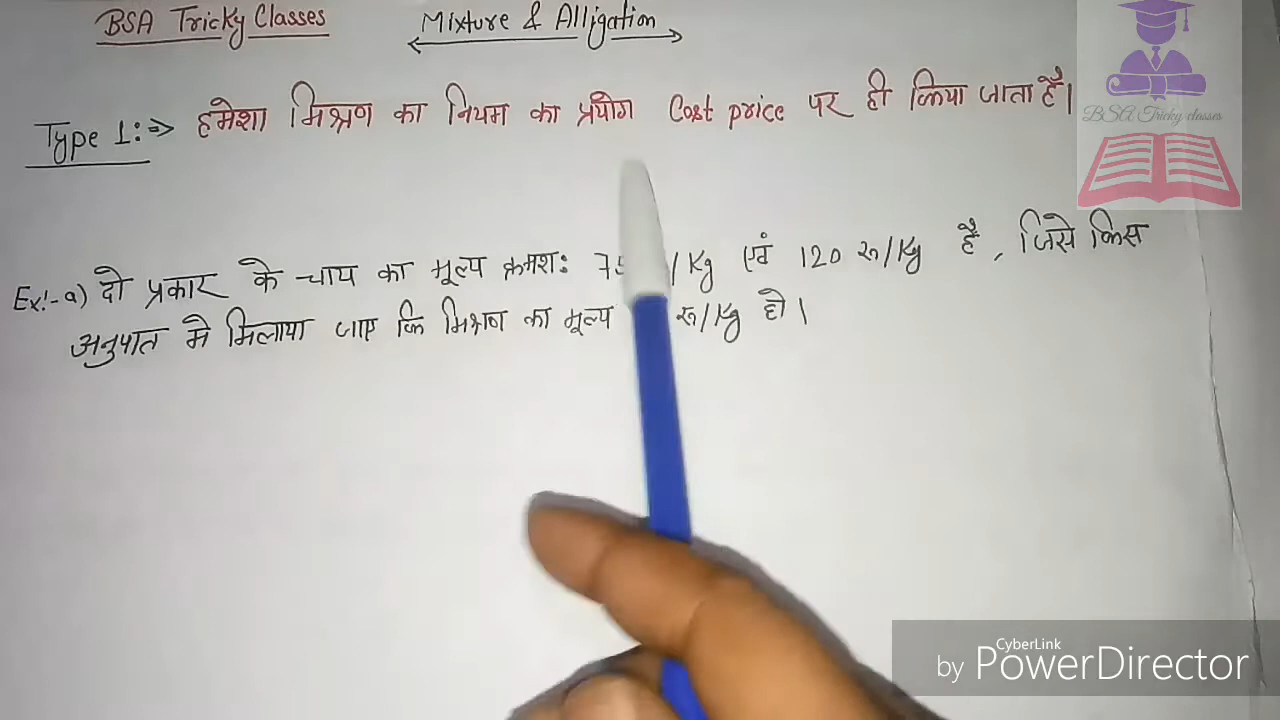 BSA Tricky Classes
Mixture & Alligation
Type 1:⇒ हमेशा मिश्रण का नियम का प्रयोग Cost price पर ही किया जाता है।
BSA Tricky classes
Ex:- a) दो प्रकार के चाय का मूल्य क्रमशः /Kg एवं 120 रू/Kg है , जिसे किस
अनुपात मे मिलाया जाए कि मिश्रण का मूल्य रू/Kg हो।
CyberLink
by PowerDirector